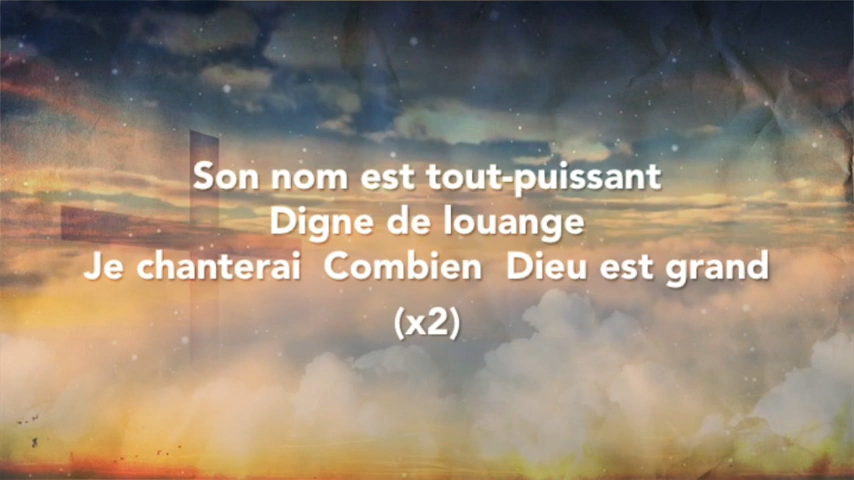 Son nom est tout-puissant
Digne de louange
Je chanterai  Combien  Dieu est grand
(x2)